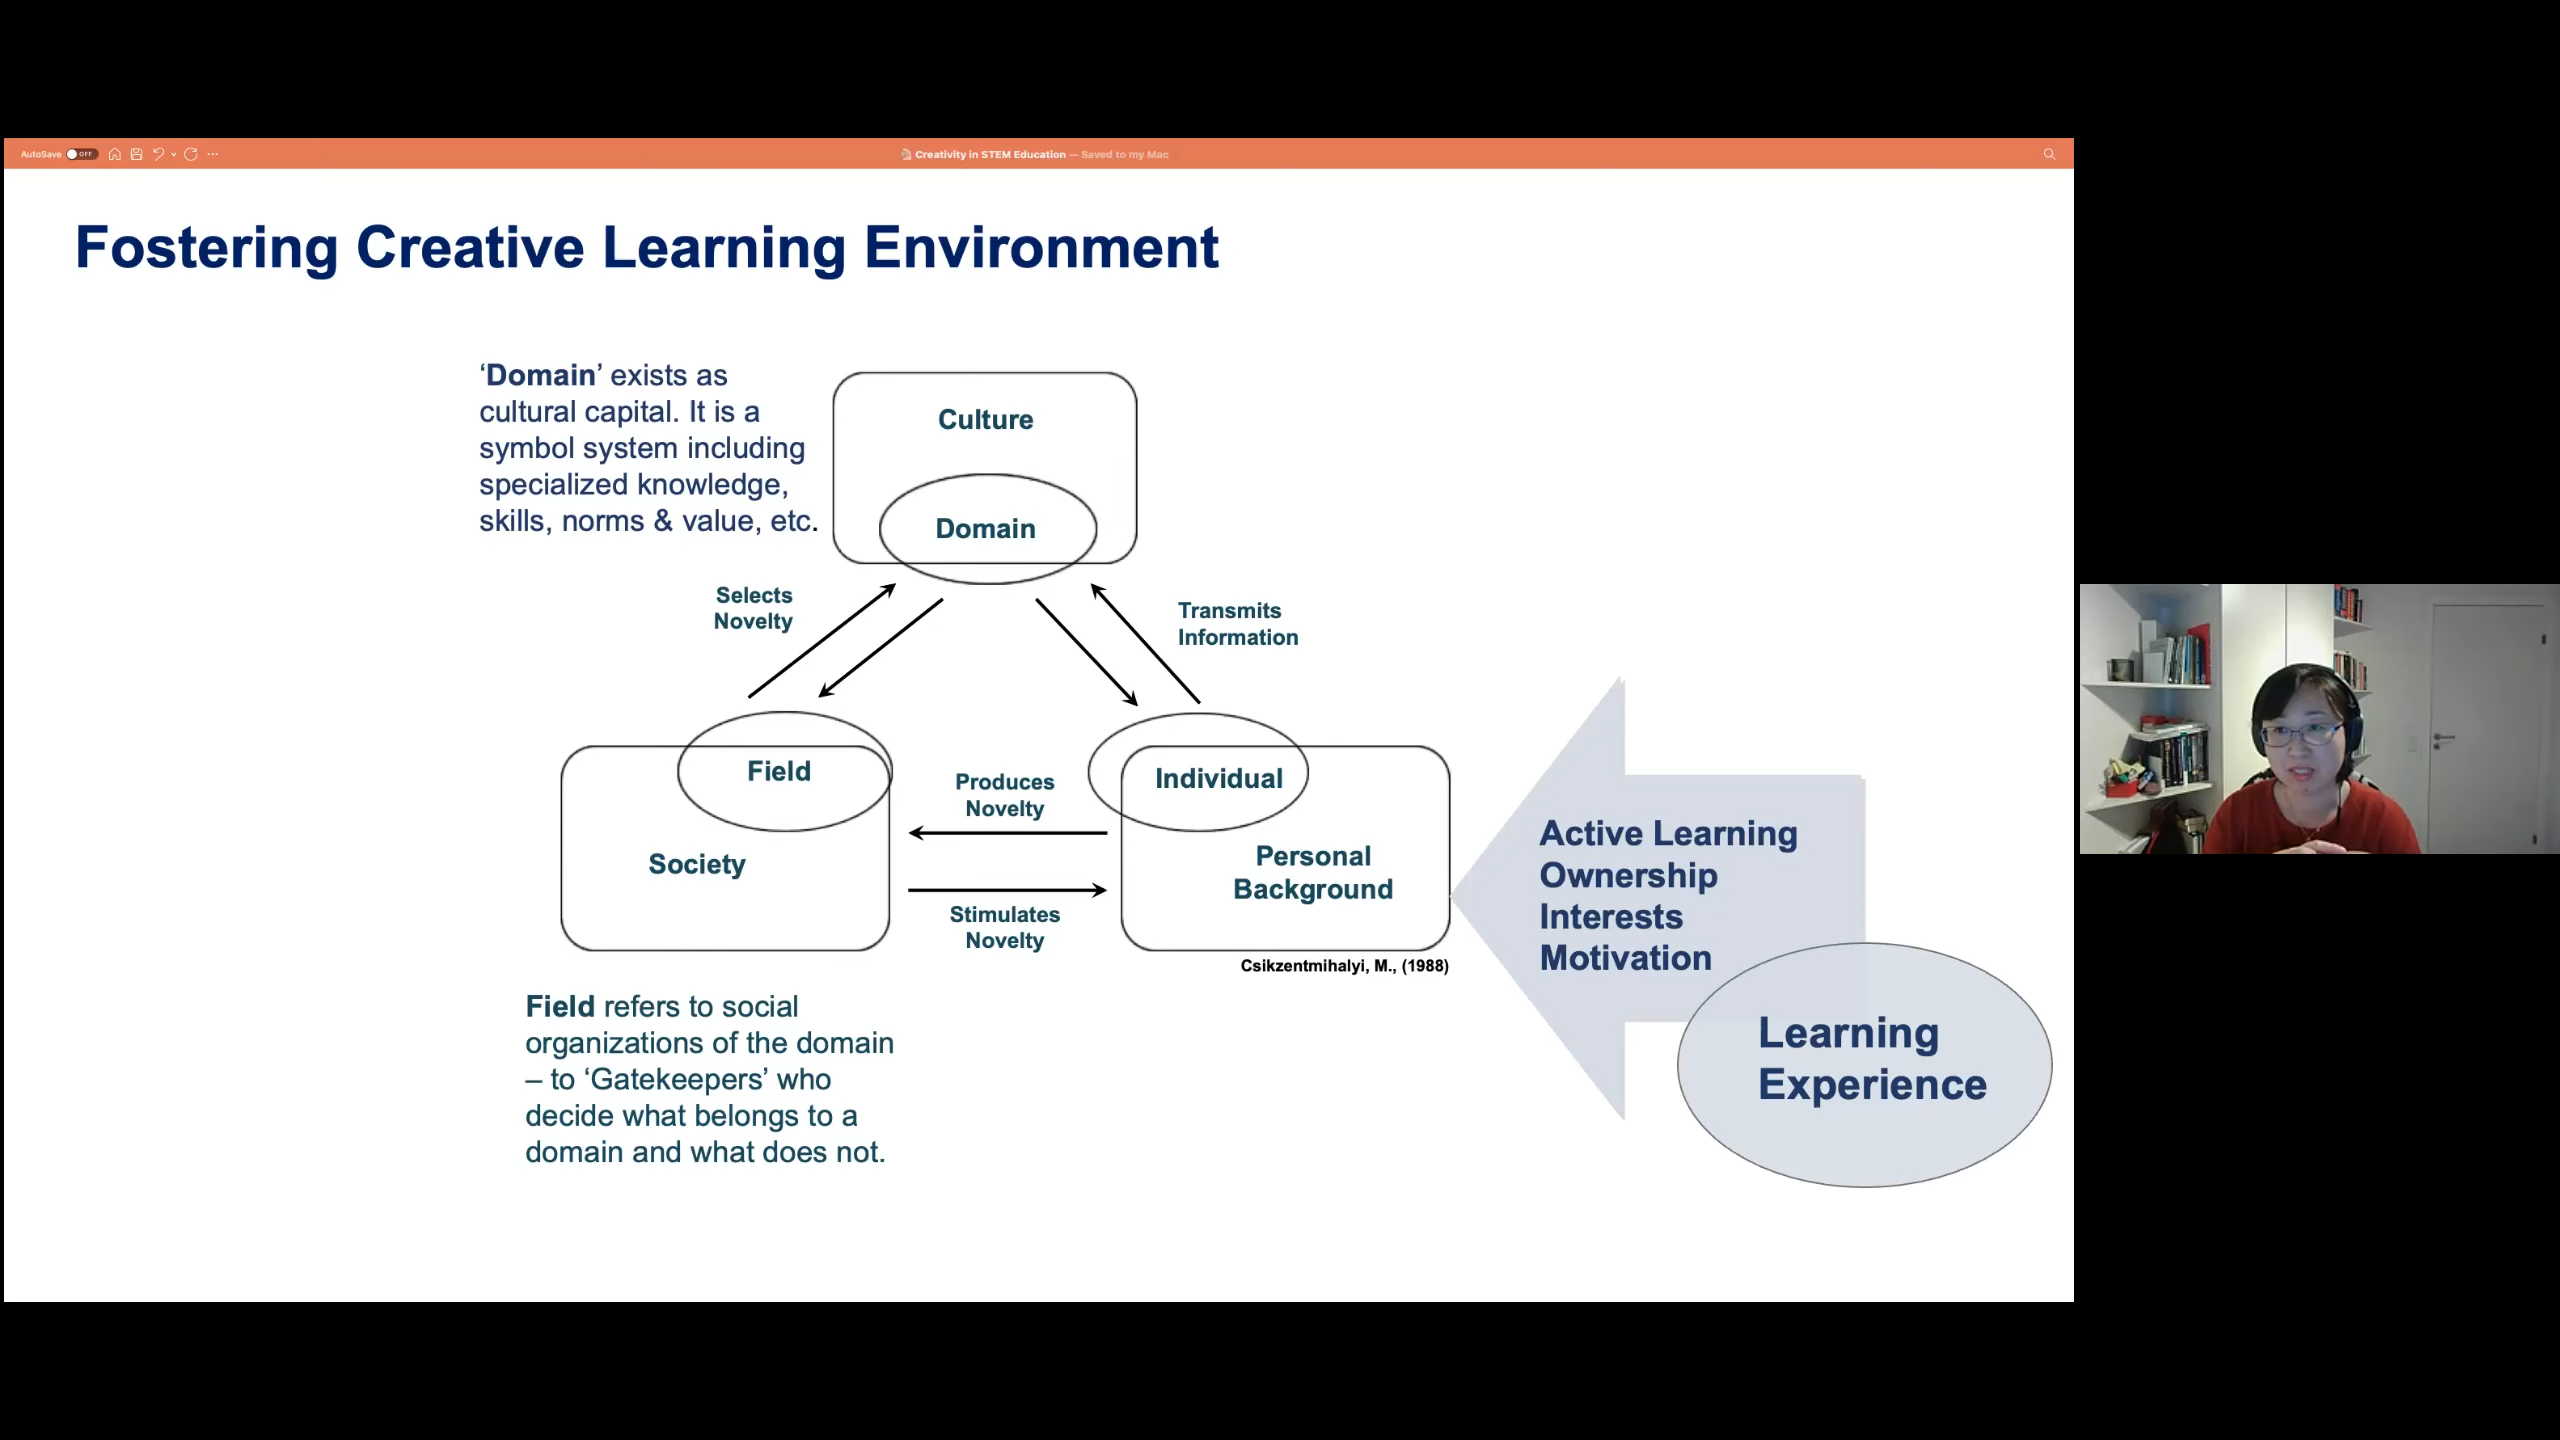 AutoSave OFF
Creativity in STEM Education — Saved to my Mac
Fostering Creative Learning Environment
‘Domain’ exists as
cultural capital. It is a
symbol system including
specialized knowledge,
skills, norms & value, etc.
Culture
Domain
Selects
Novelty
Transmits
Information
Field
Society
Produces
Novelty
Stimulates
Novelty
Individual
Personal
Background
Csikzentmihalyi, M., (1988)
Active Learning
Ownership
Interests
Motivation
Learning
Experience
Field refers to social
organizations of the domain
– to ‘Gatekeepers’ who
decide what belongs to a
domain and what does not.